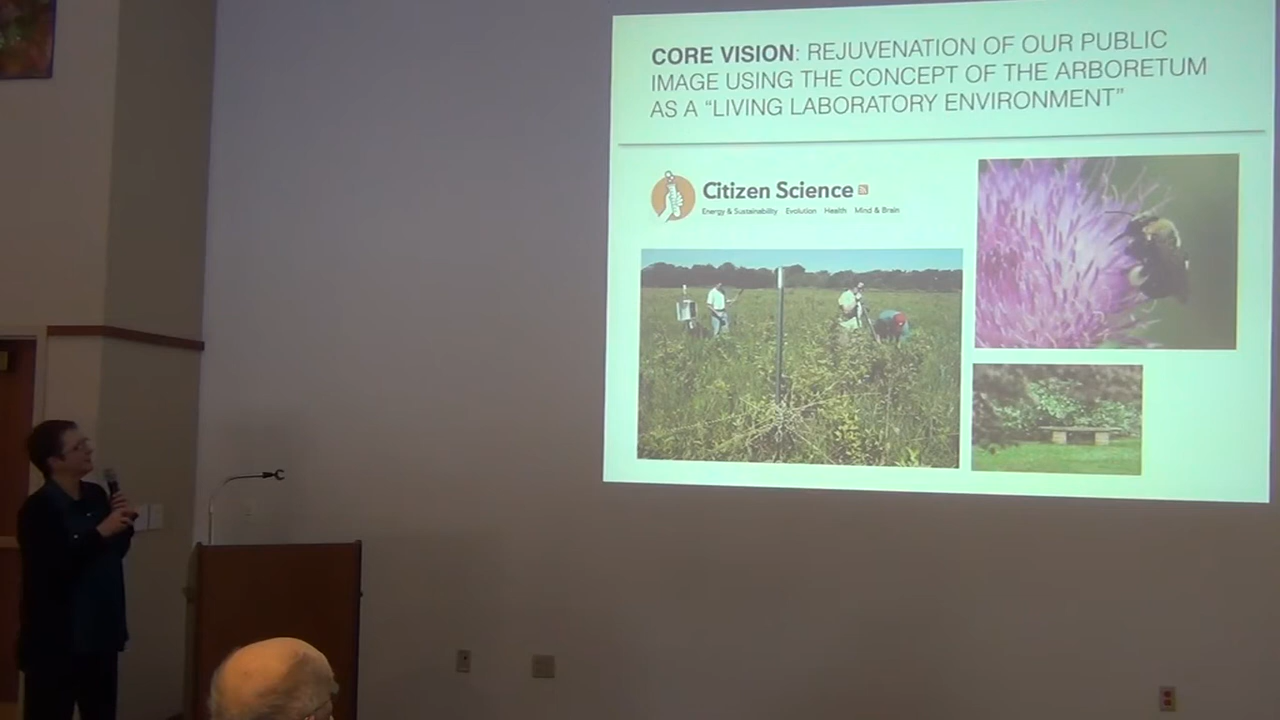 CORE VISION: REJUVENATION OF OUR PUBLIC
IMAGE USING THE CONCEPT OF THE ARBORETUM
AS A “LIVING LABORATORY ENVIRONMENT”
Citizen Science
Energy & Sustainability Evolution Health Mind & Brain